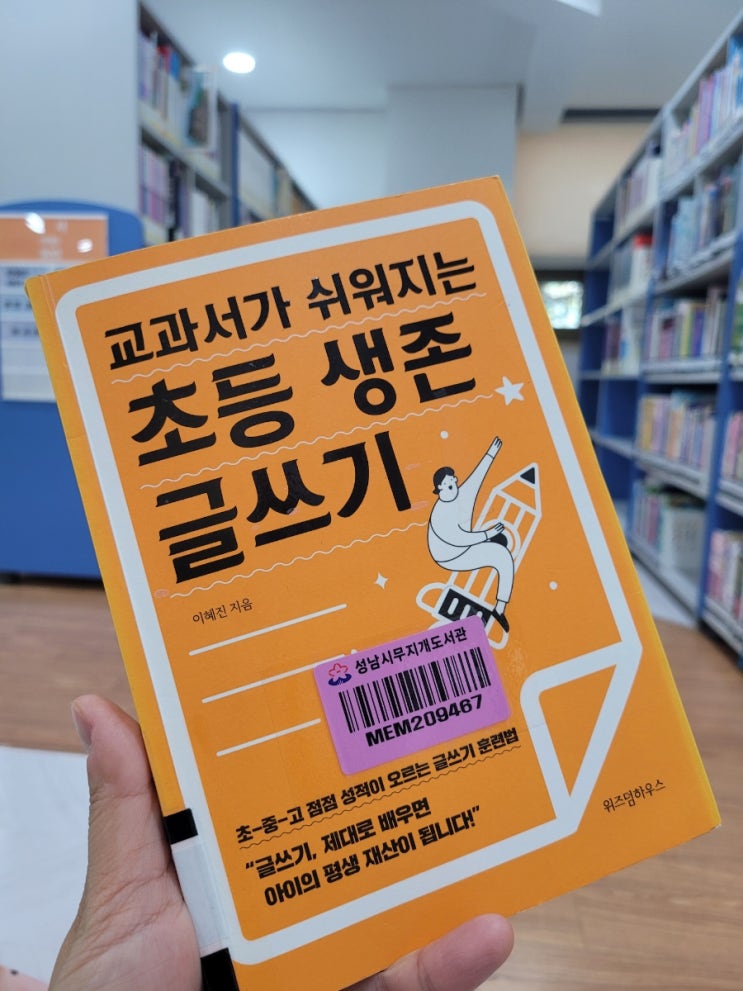 교과서가 쉬워지는
초등 생존
글쓰기
이혜진 지음
성남시무지개도서관
MEM209467
초-중-고 점점 성적이 오르는 글쓰기 훈련법
“글쓰기, 제대로 배우면
아이의 평생 재산이 됩니다!”
위즈덤하우스